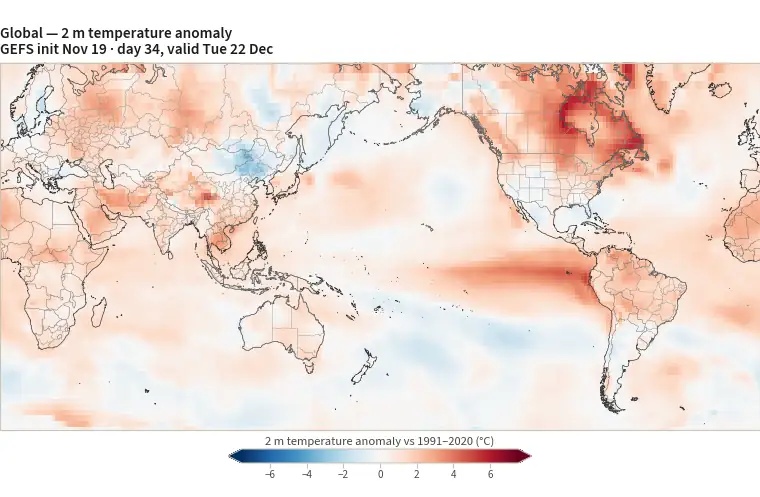 Global — 2 m temperature anomaly
GEFS init Nov 19 · day 34, valid Tue 22 Dec
2 m temperature anomaly vs 1991–2020 (°C)
−6 −4 −2 0 2 4 6